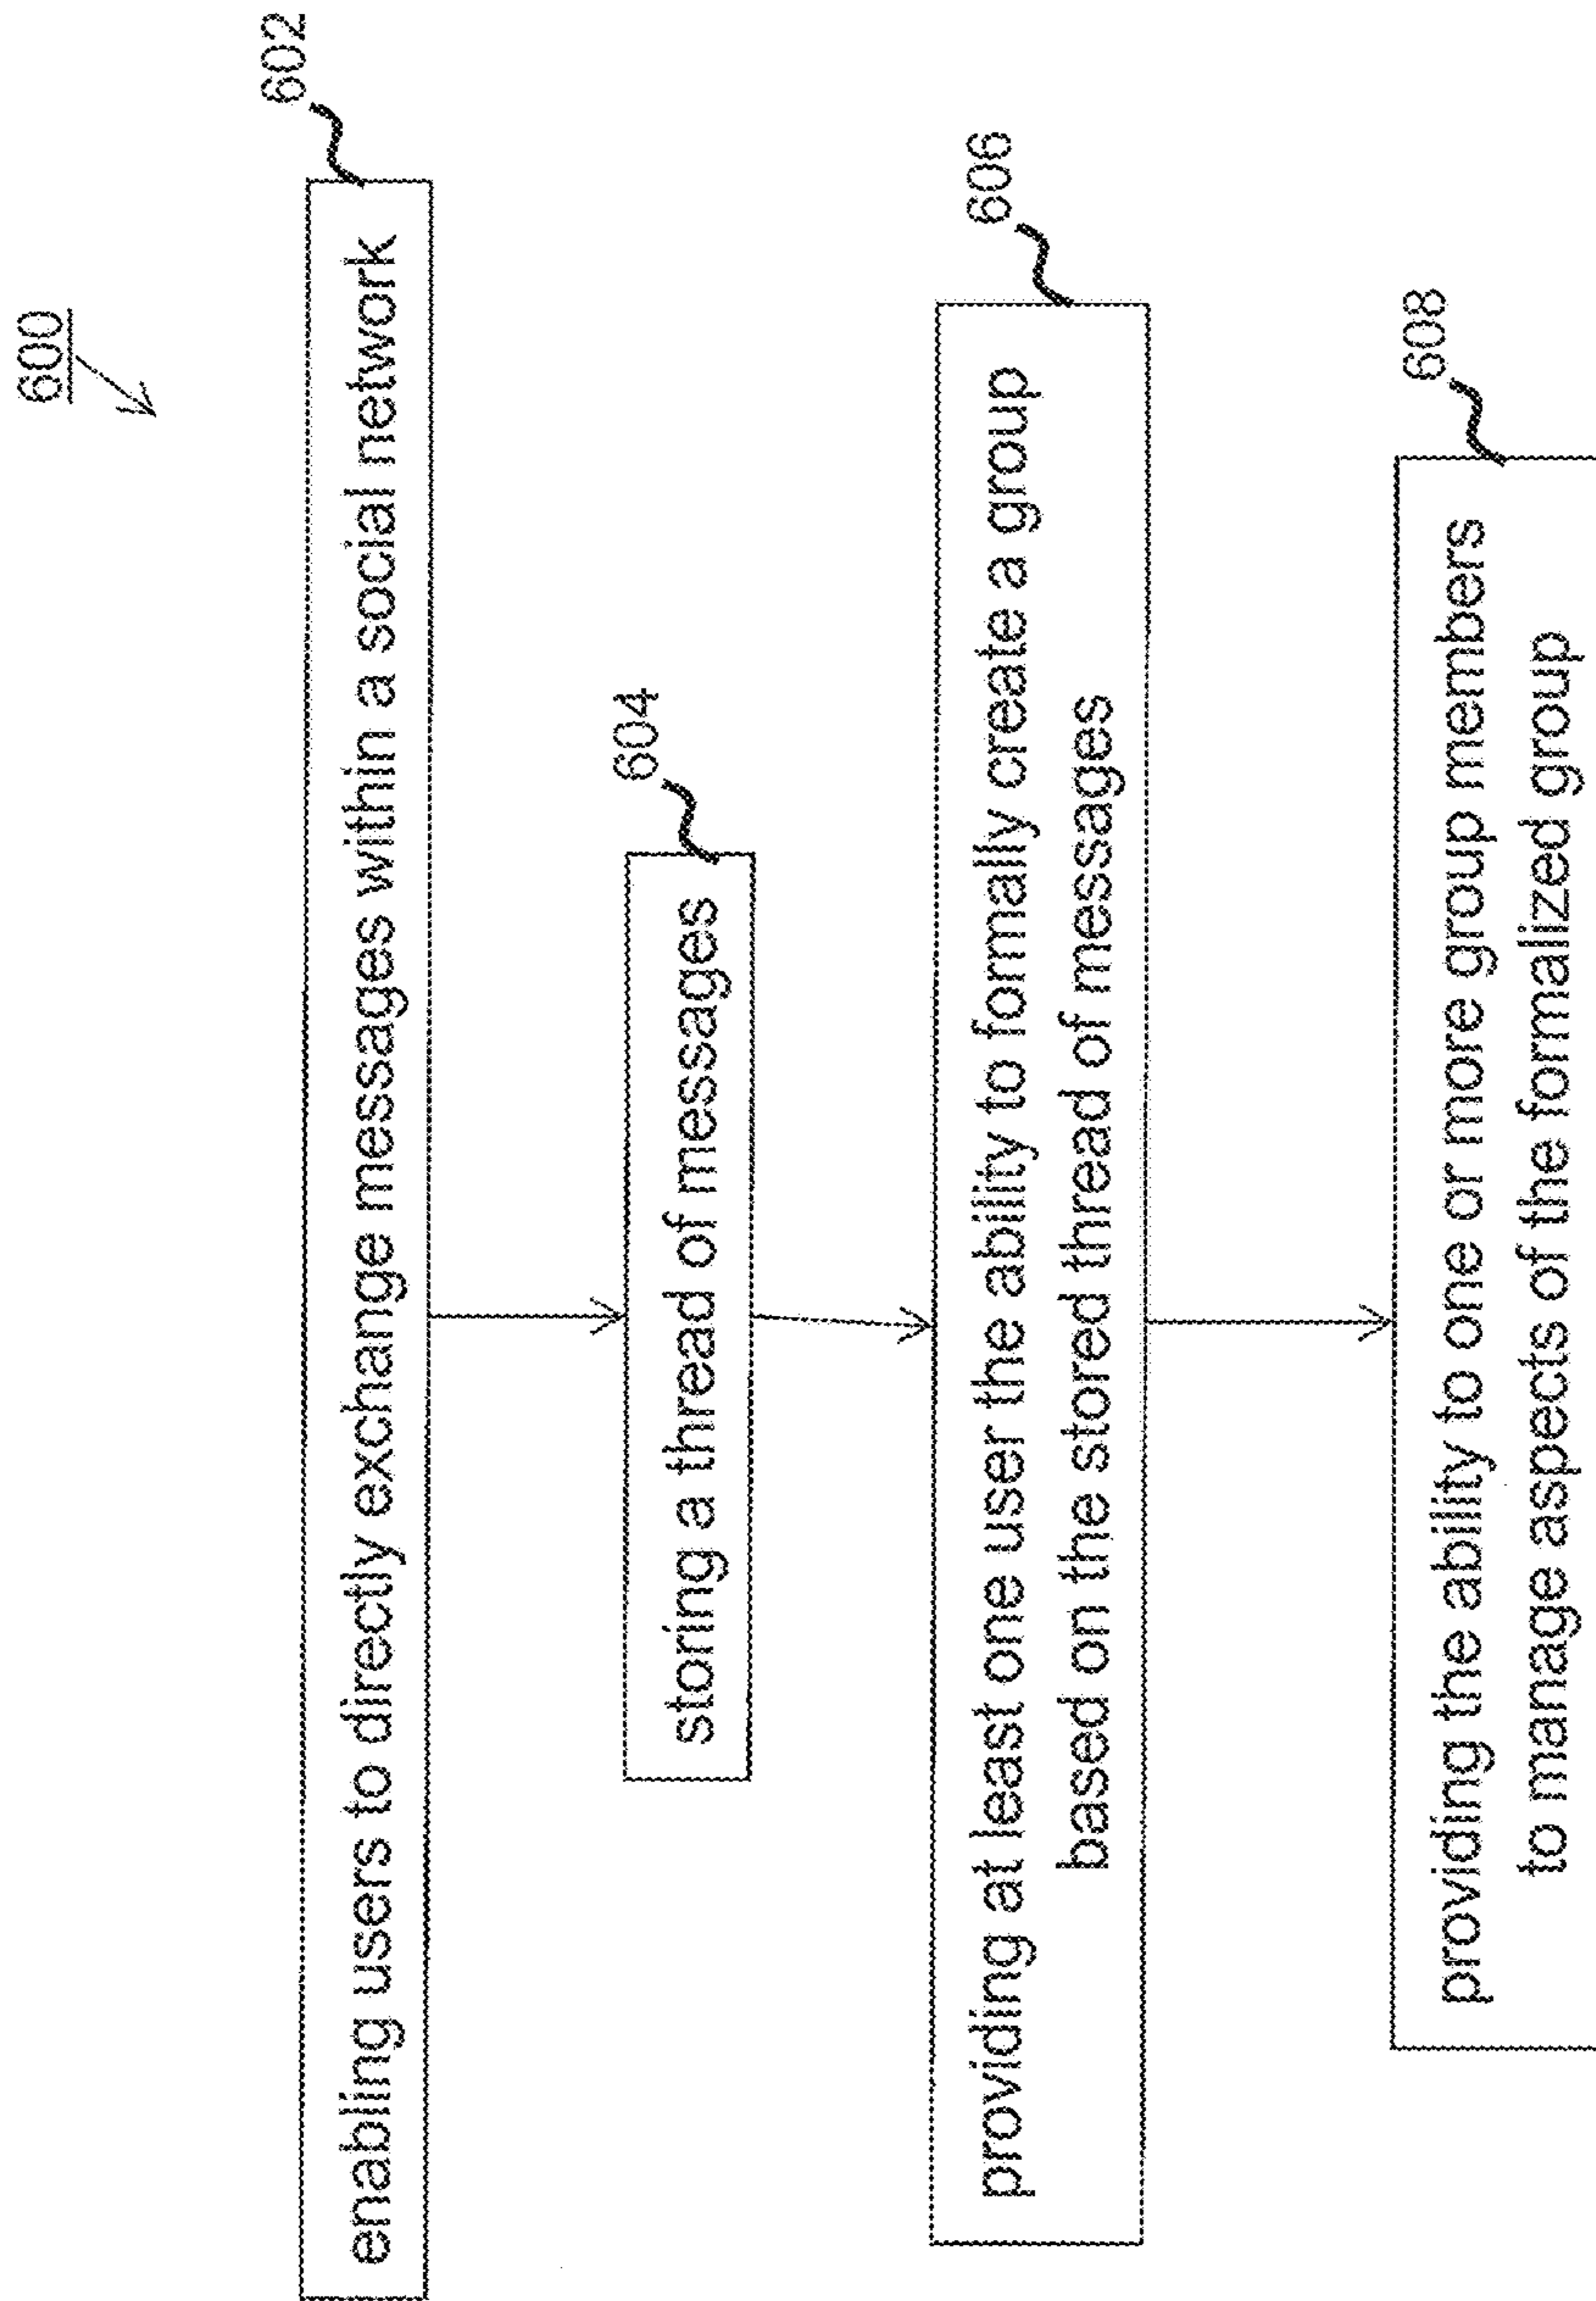 600
602
enabling users to directly exchange messages within a social network
604
storing a thread of messages
606
providing at least one user the ability to formally create a group
based on the stored thread of messages
608
providing the ability to one or more group members
to manage aspects of the formalized group